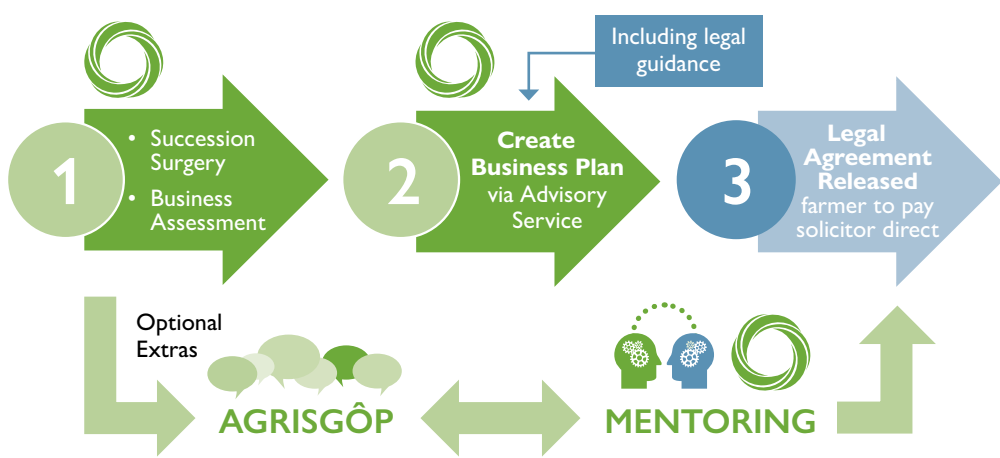 Including legal
guidance
1
• Succession
Surgery
• Business
Assessment
2
Create
Business Plan
via Advisory
Service
3
Legal
Agreement
Released
farmer to pay
solicitor direct
Optional
Extras
AGRISGÔP
MENTORING